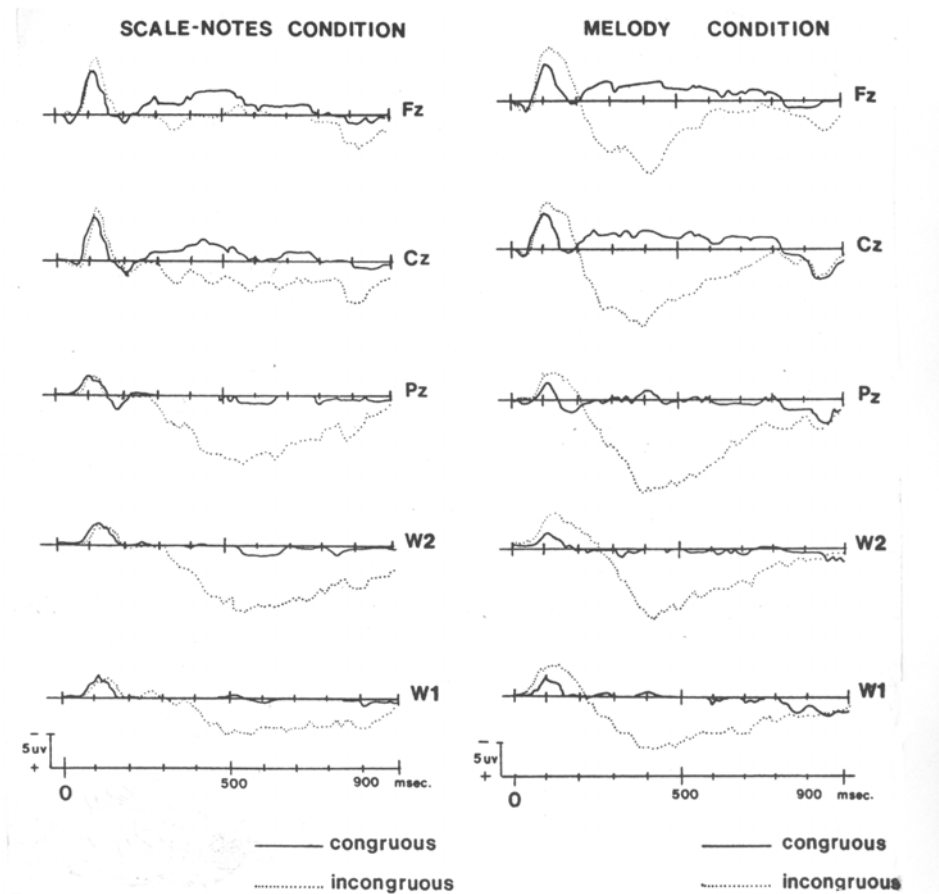 SCALE-NOTES CONDITION
Fz
Cz
Pz
W2
W1
5uv
−
+
0
500
900
msec.
congruous
incongruous
MELODY CONDITION
Fz
Cz
Pz
W2
W1
5uv
−
+
0
500
900
msec.
congruous
incongruous